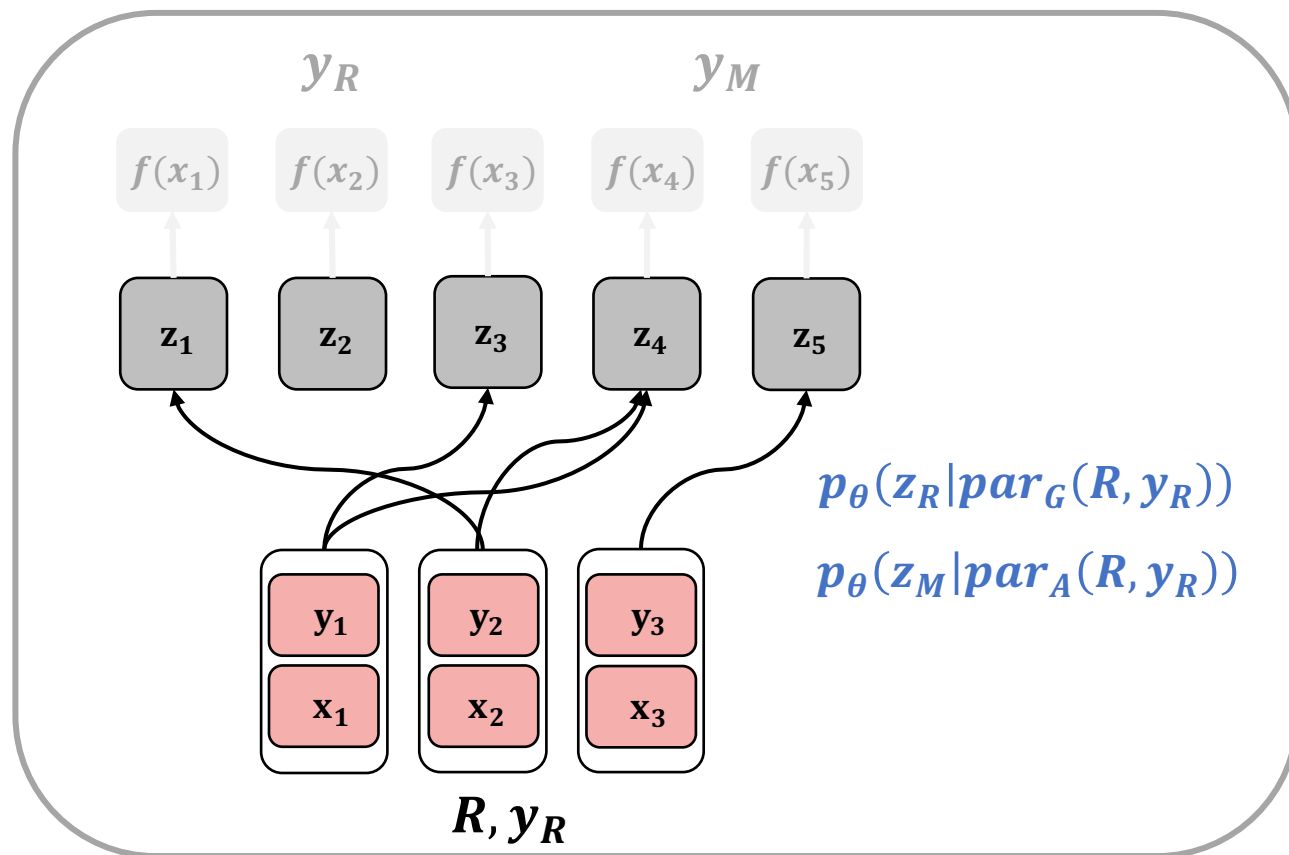 y_R y_M
f(x_1) f(x_2) f(x_3) f(x_4) f(x_5)
z_1 z_2 z_3 z_4 z_5
p_θ(z_R|par_G(R, y_R))
p_θ(z_M|par_A(R, y_R))
y_1 y_2 y_3
x_1 x_2 x_3
R, y_R